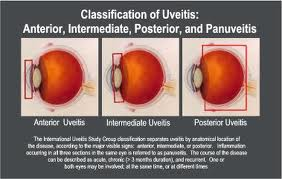 Classification of Uveitis:
Anterior, Intermediate, Posterior, and Panuveitis
Anterior Uveitis
Intermediate Uveitis
Posterior Uveitis
The International Uveitis Study Group classification separates uveitis by anatomical location of
the disease, according to the major visible signs: anterior, intermediate, or posterior. Inflammation
occurring in all three sections in the same eye is referred to as panuveitis. The course of the disease
can be described as acute, chronic (> 3 months duration), and recurrent. One or
both eyes may be involved; at the same time, or at different times